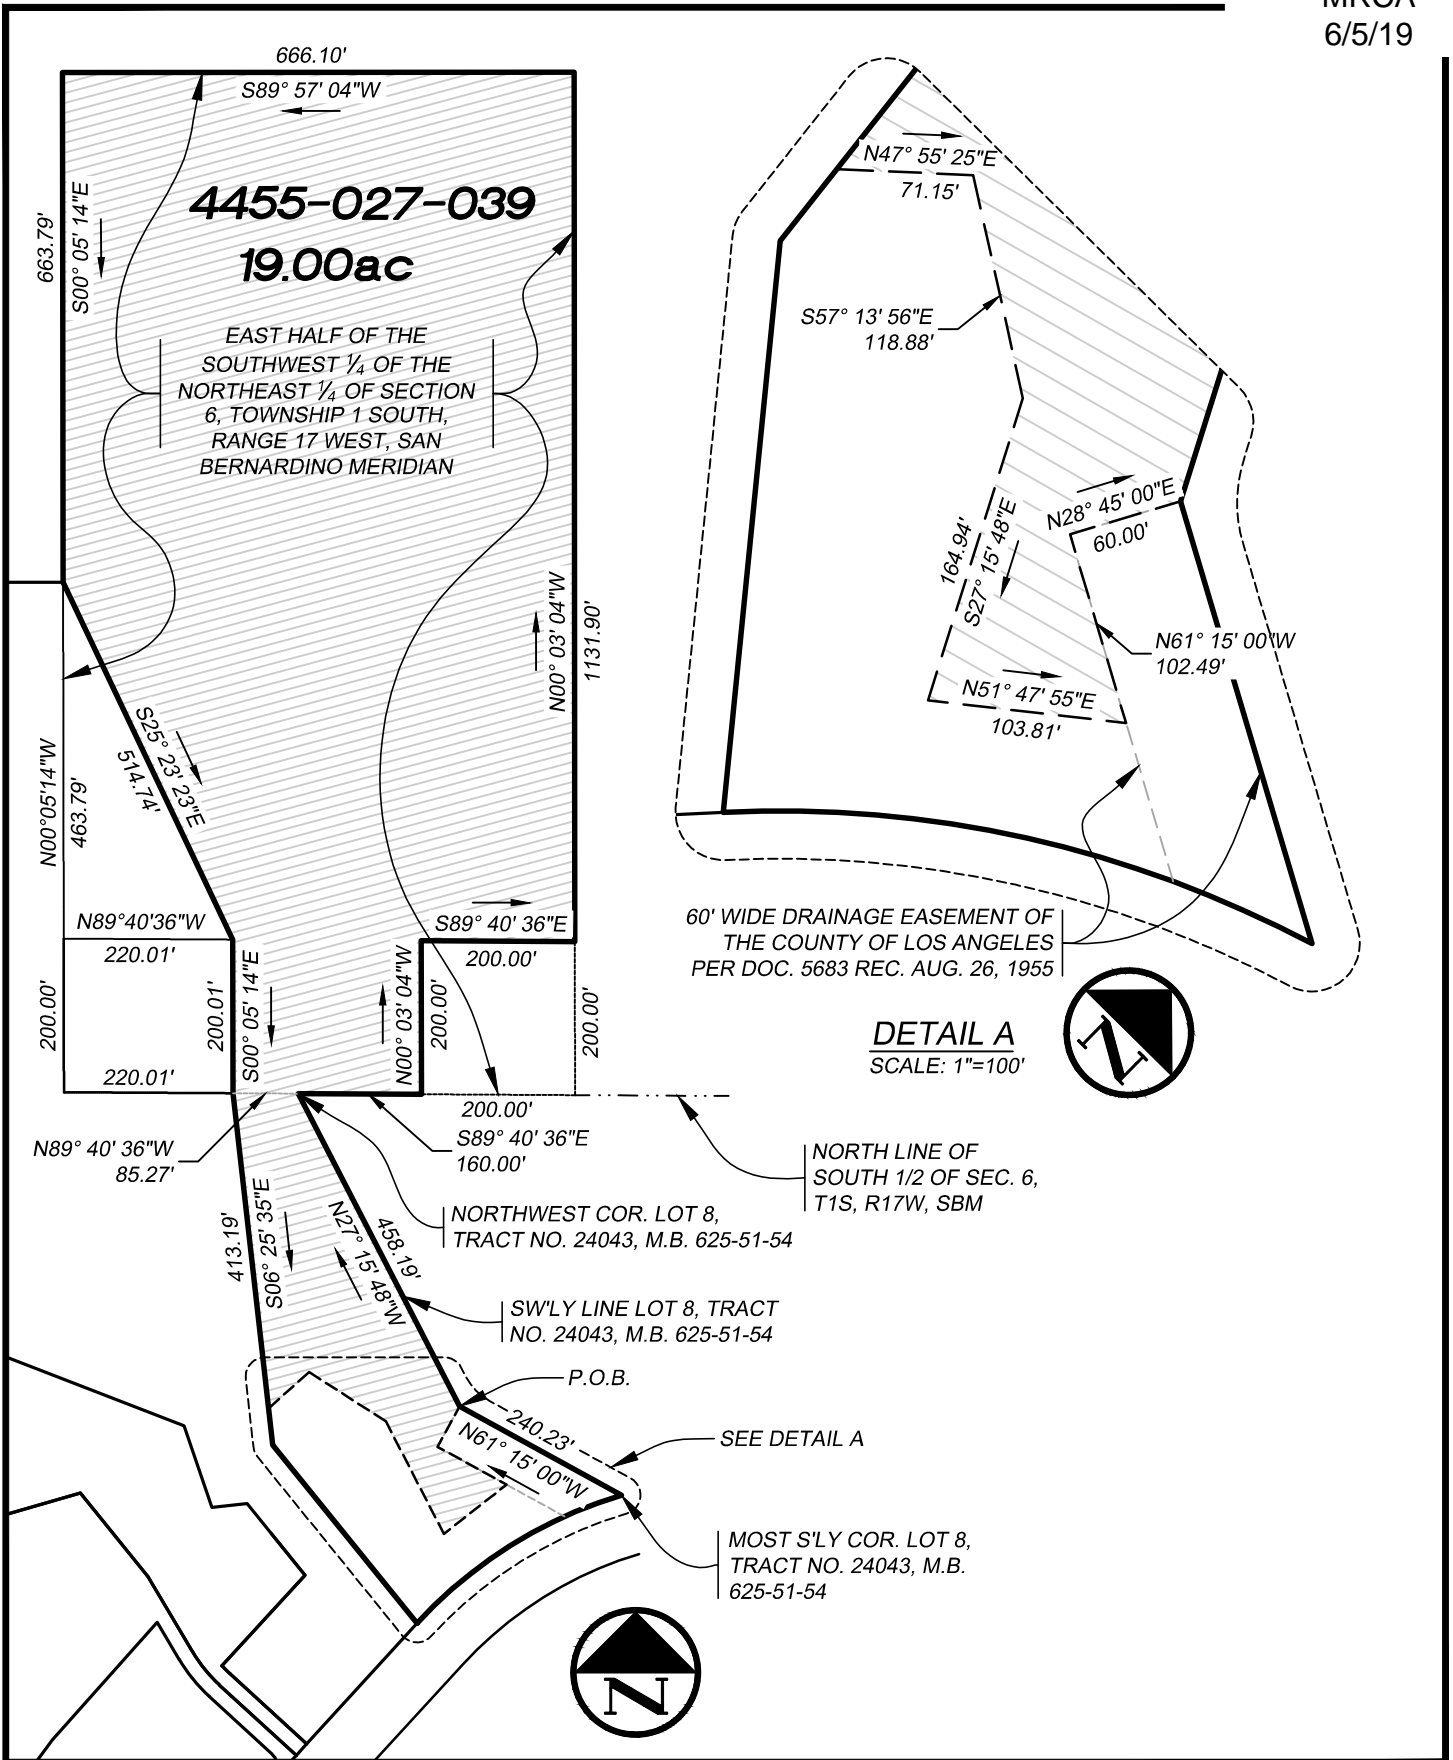 MRCA
6/5/19
666.10'
S89° 57' 04"W
663.79'
S00° 05' 14"E
4455-027-039
19.00ac
EAST HALF OF THE
SOUTHWEST ¼ OF THE
NORTHEAST ¼ OF SECTION
6, TOWNSHIP 1 SOUTH,
RANGE 17 WEST, SAN
BERNARDINO MERIDIAN
N00° 03' 04"W
1131.90'
S25° 23' 23"E
514.74'
N00°05'14"W
463.79'
N89°40'36"W
220.01'
200.00'
200.01'
S00° 05' 14"E
220.01'
S89° 40' 36"E
200.00'
N00° 03' 04"W
200.00'
200.00'
200.00'
S89° 40' 36"E
160.00'
N89° 40' 36"W
85.27'
NORTHWEST COR. LOT 8,
TRACT NO. 24043, M.B. 625-51-54
NORTH LINE OF
SOUTH 1/2 OF SEC. 6,
T1S, R17W, SBM
413.19'
S06° 25' 35"E
N27° 15' 48"W
458.19'
SW'LY LINE LOT 8, TRACT
NO. 24043, M.B. 625-51-54
P.O.B.
240.23'
N61° 15' 00"W
SEE DETAIL A
MOST S'LY COR. LOT 8,
TRACT NO. 24043, M.B.
625-51-54
N
N47° 55' 25"E
71.15'
S57° 13' 56"E
118.88'
164.94'
S27° 15' 48"E
N28° 45' 00"E
60.00'
N61° 15' 00"W
102.49'
N51° 47' 55"E
103.81'
60' WIDE DRAINAGE EASEMENT OF
THE COUNTY OF LOS ANGELES
PER DOC. 5683 REC. AUG. 26, 1955
DETAIL A
SCALE: 1"=100'
N